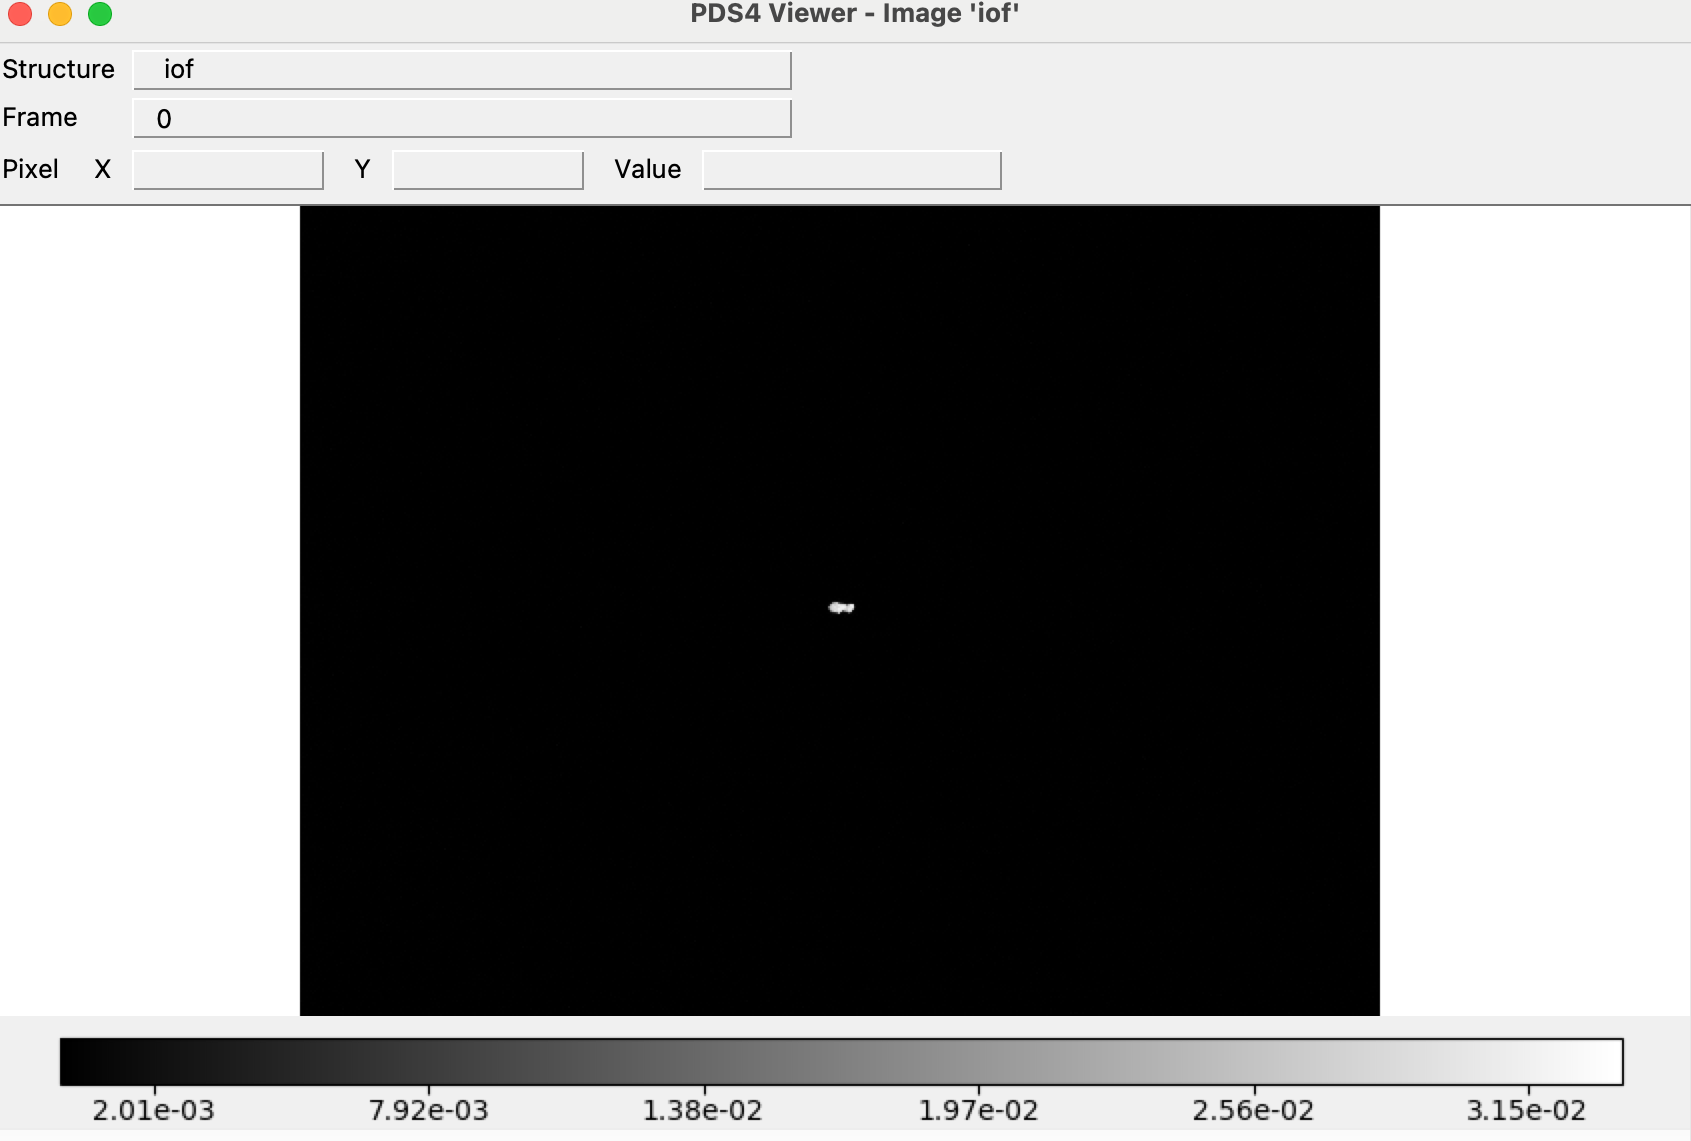 PDS4 Viewer - Image 'iof'
Structure iof
Frame 0
Pixel X Y Value
2.01e-03 7.92e-03 1.38e-02 1.97e-02 2.56e-02 3.15e-02